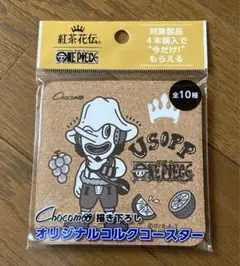 紅茶花伝®
ONE PIECE
対象製品
4本購入で
"今だけ!"
もらえる
全10種
Chocomoo
USOPP
ONE PIECE
Chocomoo 描き下ろし
オリジナルコルクコースター